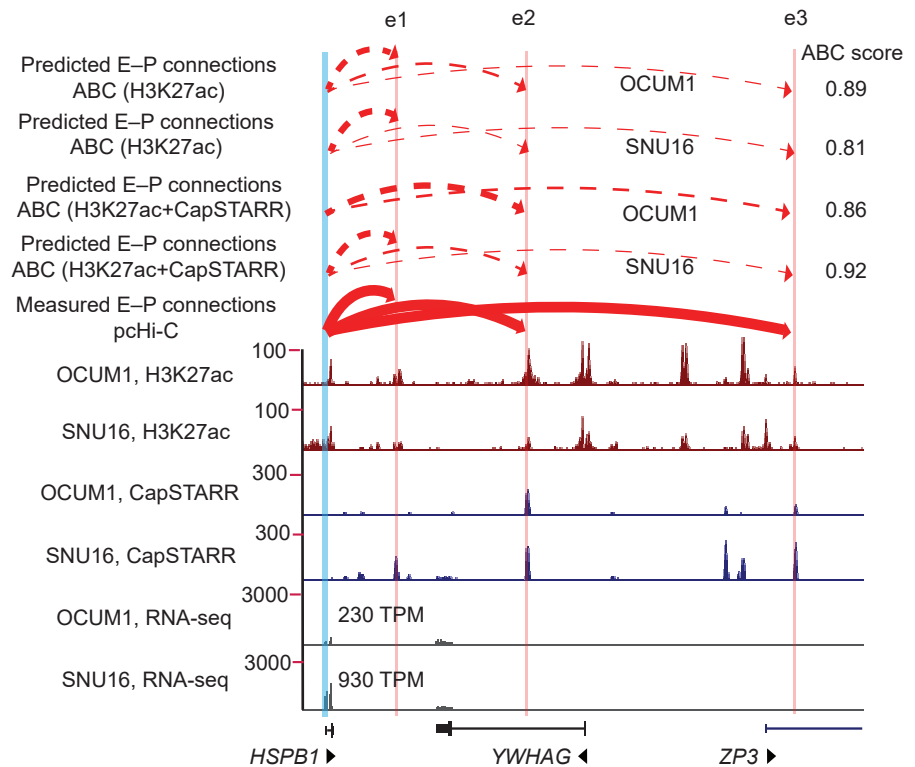 e1 e2 e3
ABC score
Predicted E–P connections
ABC (H3K27ac)
OCUM1 0.89
Predicted E–P connections
ABC (H3K27ac)
SNU16 0.81
Predicted E–P connections
ABC (H3K27ac+CapSTARR)
OCUM1 0.86
Predicted E–P connections
ABC (H3K27ac+CapSTARR)
SNU16 0.92
Measured E–P connections
pcHi-C
100
OCUM1, H3K27ac
100
SNU16, H3K27ac
300
OCUM1, CapSTARR
300
SNU16, CapSTARR
3000
OCUM1, RNA-seq 230 TPM
3000
SNU16, RNA-seq 930 TPM
HSPB1 YWHAG ZP3